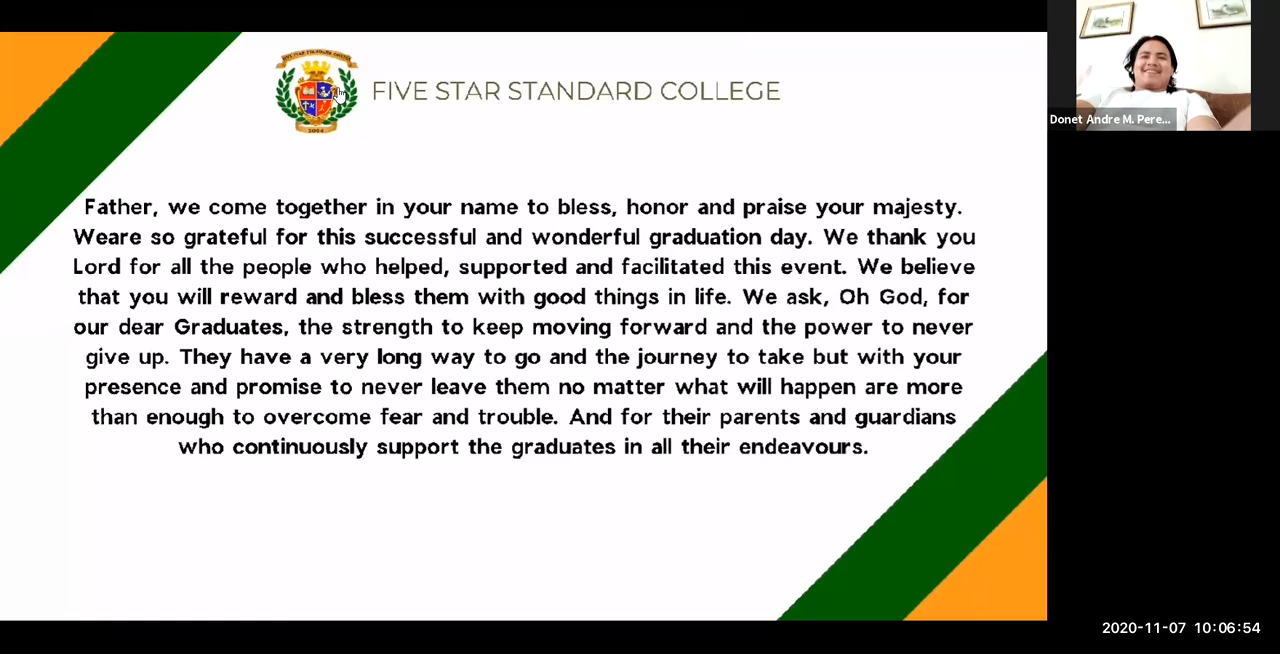 FIVE STAR STANDARD COLLEGE
2004
Father, we come together in your name to bless, honor and praise your majesty.
Weare so grateful for this successful and wonderful graduation day. We thank you
Lord for all the people who helped, supported and facilitated this event. We believe
that you will reward and bless them with good things in life. We ask, Oh God, for
our dear Graduates, the strength to keep moving forward and the power to never
give up. They have a very long way to go and the journey to take but with your
presence and promise to never leave them no matter what will happen are more
than enough to overcome fear and trouble. And for their parents and guardians
who continuously support the graduates in all their endeavours.
Donet Andre M. Pere...
2020-11-07 10:06:54